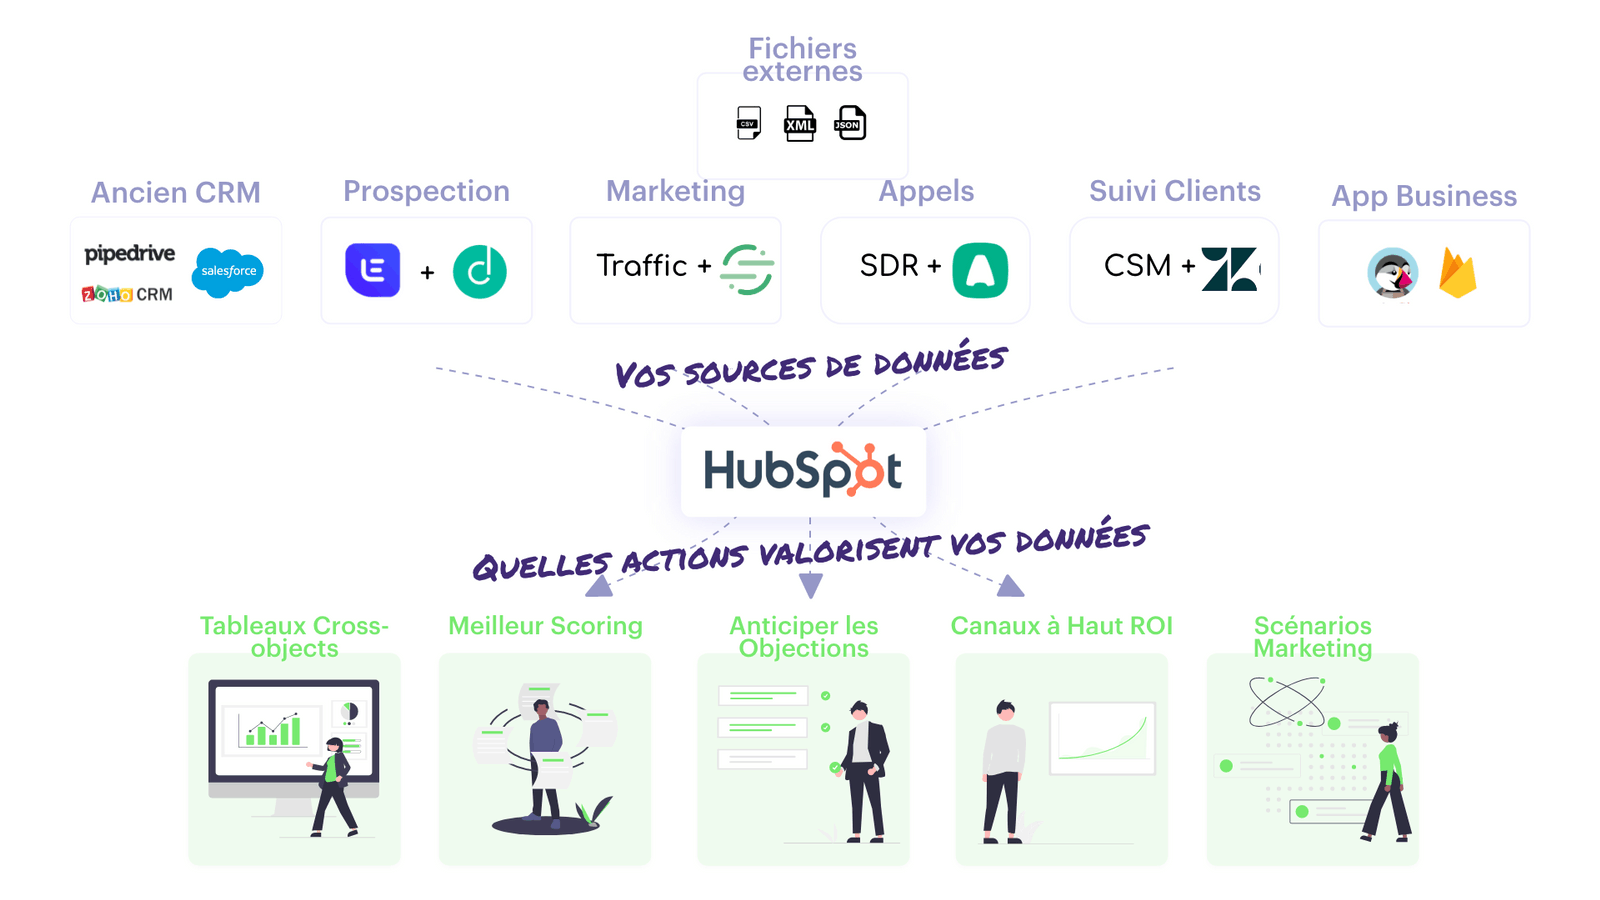 Fichiers
externes
CSV
XML
JSON
Ancien CRM
Prospection
Marketing
Appels
Suivi Clients
App Business
pipedrive
salesforce
ZOHO CRM
+
Traffic +
SDR +
CSM +
Vos sources de données
HubSpot
Quelles actions valorisent vos données
Tableaux Cross-
objects
Meilleur Scoring
Anticiper les
Objections
Canaux à Haut ROI
Scénarios
Marketing